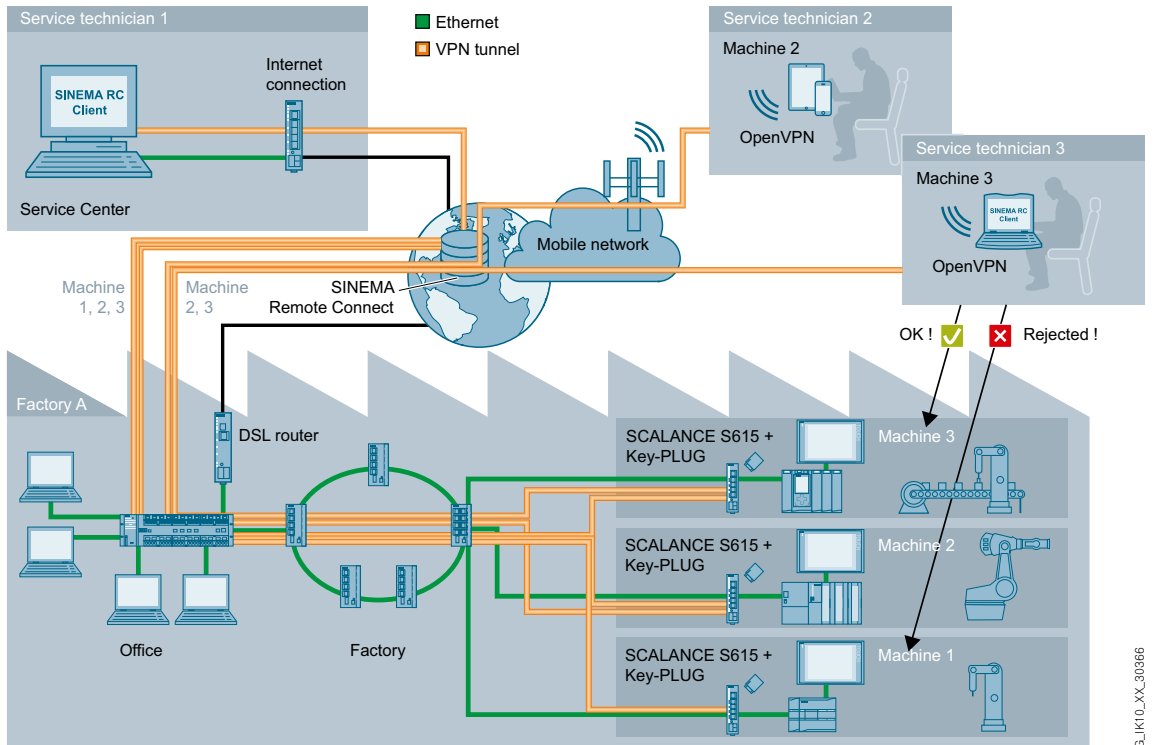 Service technician 1
Ethernet
VPN tunnel
Service technician 2
Machine 2
OpenVPN
Internet
connection
SINEMA RC
Client
Service Center
Service technician 3
Machine 3
SINEMA RC
Client
OpenVPN
Mobile network
Machine
1, 2, 3
Machine
2, 3
SINEMA
Remote Connect
OK !
Rejected !
Factory A
DSL router
SCALANCE S615 +
Key-PLUG
Machine 3
SCALANCE S615 +
Key-PLUG
Machine 2
SCALANCE S615 +
Key-PLUG
Machine 1
Office
Factory
G_IK10_XX_30366